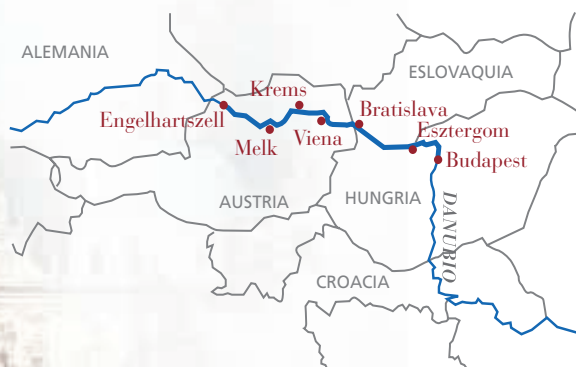 ALEMANIA
ESLOVAQUIA
Krems
Engelhartszell
Bratislava
Esztergom
Viena
Melk
Budapest
AUSTRIA
HUNGRIA
DANUBIO
CROACIA